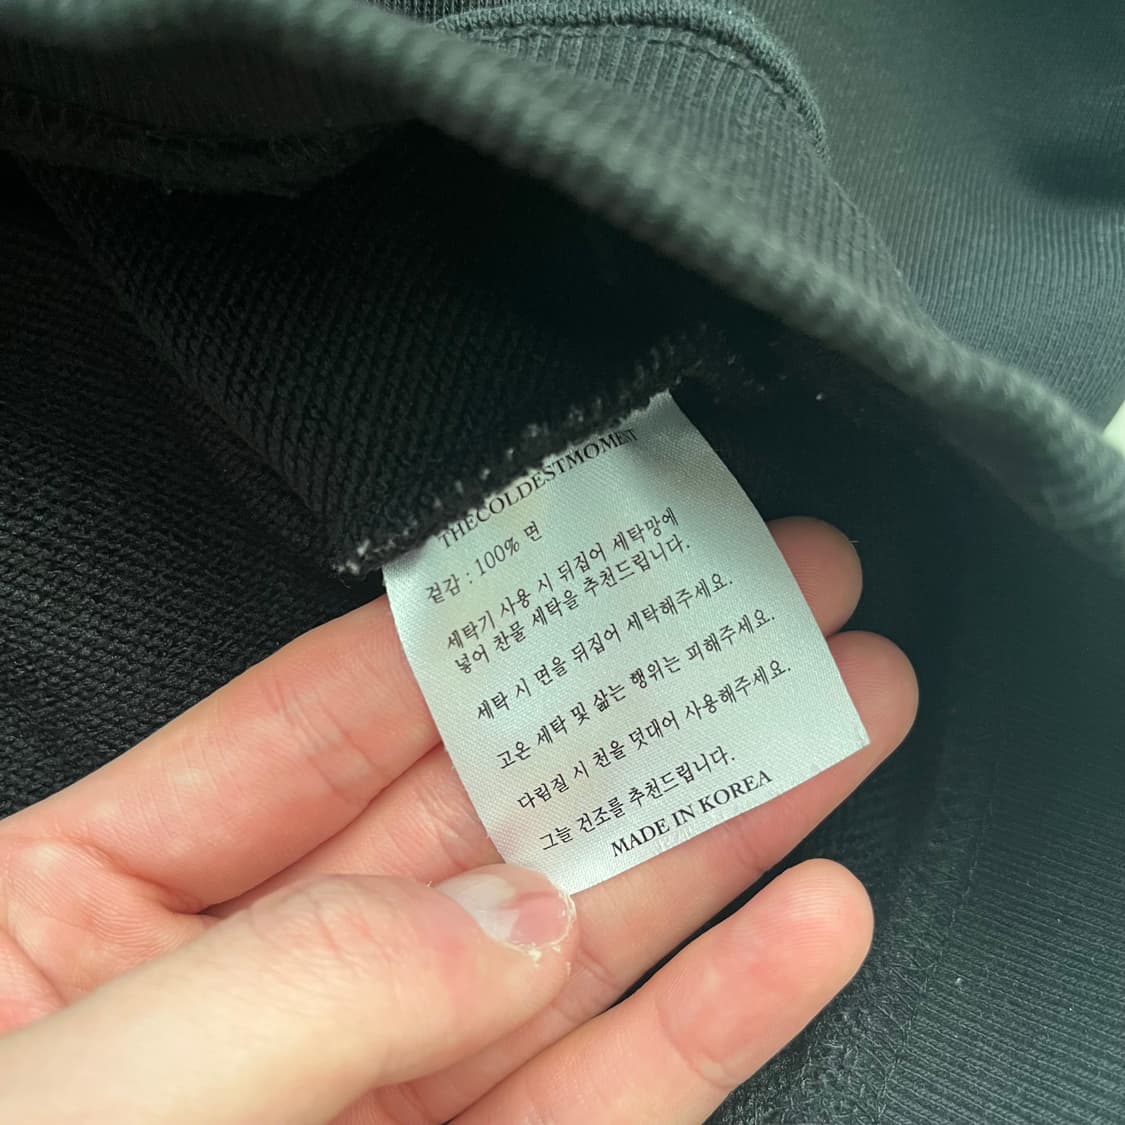 THECOLDESTMOMENT
겉감 : 100% 면
세탁기 사용 시 뒤집어 세탁망에
넣어 찬물 세탁을 추천드립니다.
세탁 시 면을 뒤집어 세탁해주세요.
고온 세탁 및 삶는 행위는 피해주세요.
다림질 시 천을 덧대어 사용해주세요.
그늘 건조를 추천드립니다.
MADE IN KOREA